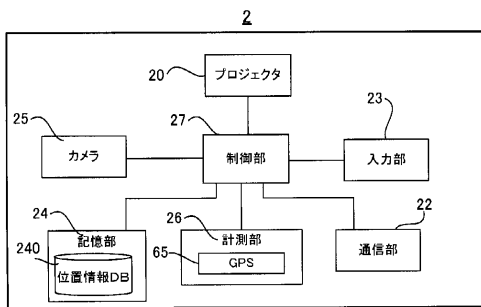 2
20
プロジェクタ
25
27
23
カメラ
制御部
入力部
24
26
22
記憶部
計測部
通信部
240
65
位置情報DB
GPS